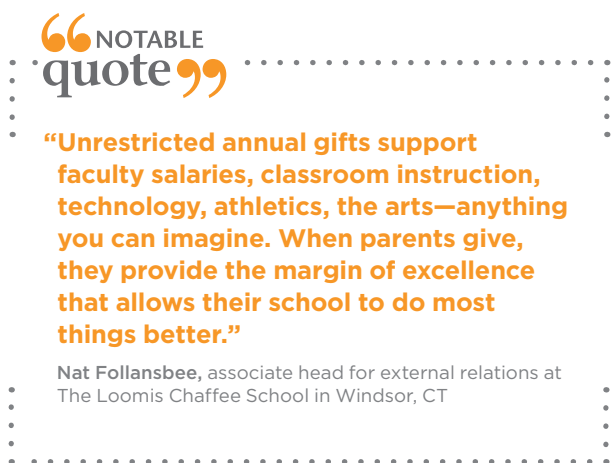 NOTABLE
quote
“Unrestricted annual gifts support
faculty salaries, classroom instruction,
technology, athletics, the arts—anything
you can imagine. When parents give,
they provide the margin of excellence
that allows their school to do most
things better.”
Nat Follansbee, associate head for external relations at
The Loomis Chaffee School in Windsor, CT